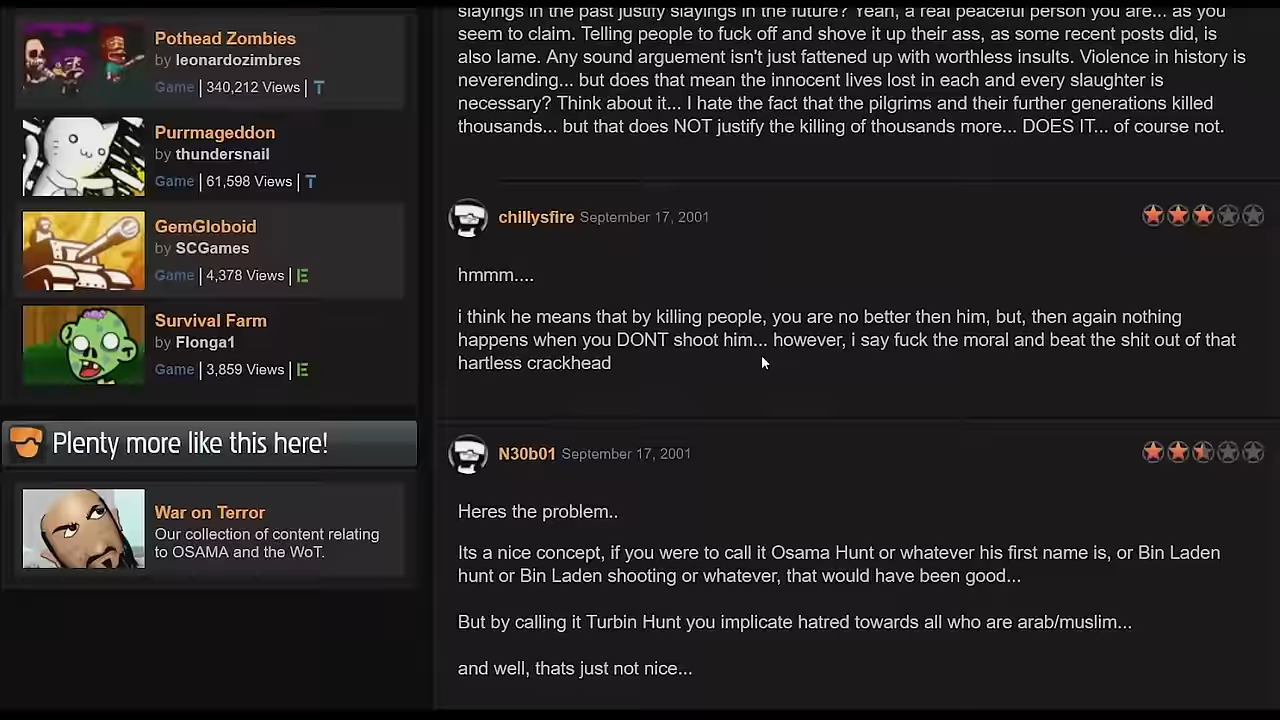 Pothead Zombies
by leonardozimbres
Game | 340,212 Views | T
Purrmageddon
by thundersnail
Game | 61,598 Views | T
GemGloboid
by SCGames
Game | 4,378 Views | E
Survival Farm
by Flonga1
Game | 3,859 Views | E
Plenty more like this here!
War on Terror
Our collection of content relating
to OSAMA and the WoT.
slayings in the past justify slayings in the future? Yeah, a real peaceful person you are... as you
seem to claim. Telling people to fuck off and shove it up their ass, as some recent posts did, is
also lame. Any sound arguement isn't just fattened up with worthless insults. Violence in history is
neverending... but does that mean the innocent lives lost in each and every slaughter is
necessary? Think about it... I hate the fact that the pilgrims and their further generations killed
thousands... but that does NOT justify the killing of thousands more... DOES IT... of course not.
chillysfire September 17, 2001
hmmm....
i think he means that by killing people, you are no better then him, but, then again nothing
happens when you DONT shoot him... however, i say fuck the moral and beat the shit out of that
hartless crackhead
N30b01 September 17, 2001
Heres the problem..
Its a nice concept, if you were to call it Osama Hunt or whatever his first name is, or Bin Laden
hunt or Bin Laden shooting or whatever, that would have been good...
But by calling it Turbin Hunt you implicate hatred towards all who are arab/muslim...
and well, thats just not nice...